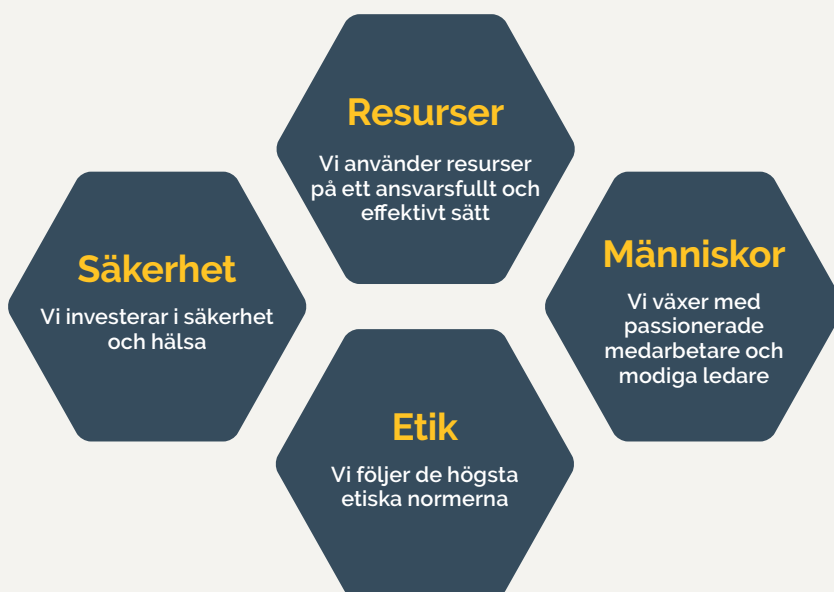 Resurser
Vi använder resurser
på ett ansvarsfullt och
effektivt sätt
Säkerhet
Vi investerar i säkerhet
och hälsa
Människor
Vi växer med
passionerade
medarbetare och
modiga ledare
Etik
Vi följer de högsta
etiska normerna